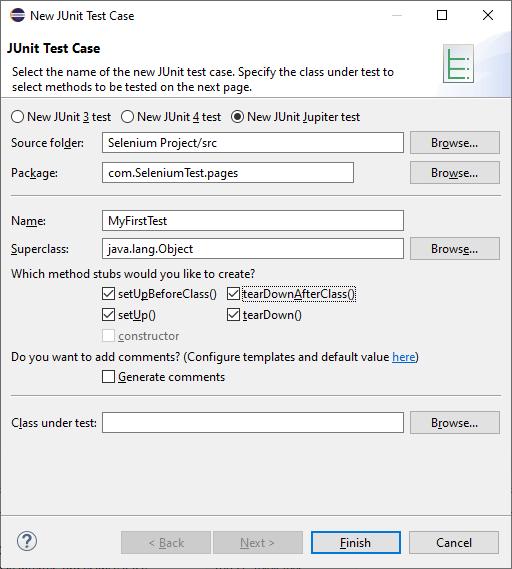 New JUnit Test Case
JUnit Test Case
Select the name of the new JUnit test case. Specify the class under test to
select methods to be tested on the next page.
New JUnit 3 test New JUnit 4 test New JUnit Jupiter test
Source folder: Selenium Project/src Browse...
Package: com.SeleniumTest.pages Browse...
Name: MyFirstTest
Superclass: java.lang.Object Browse...
Which method stubs would you like to create?
setUpBeforeClass() tearDownAfterClass()
setUp() tearDown()
constructor
Do you want to add comments? (Configure templates and default value here)
Generate comments
Class under test: Browse...
? < Back Next > Finish Cancel